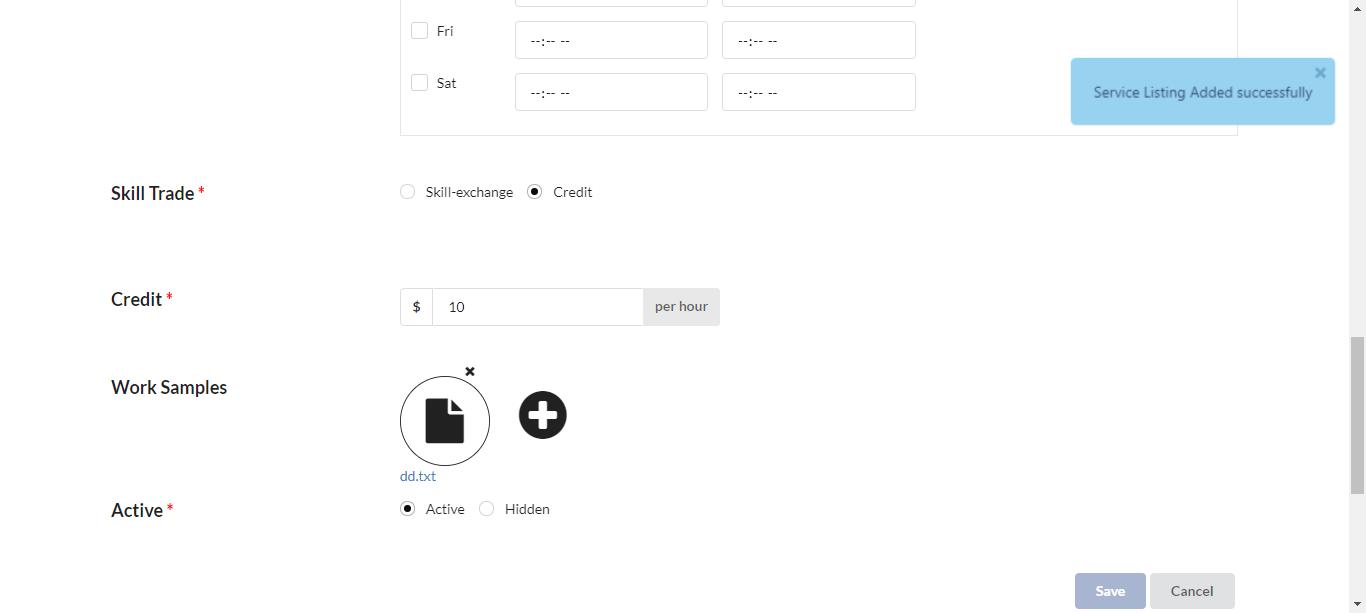 Fri --:-- -- --:-- --
Sat --:-- -- --:-- --
Service Listing Added successfully
Skill Trade * Skill-exchange Credit
Credit * $ 10 per hour
Work Samples
dd.txt
Active * Active Hidden
Save Cancel